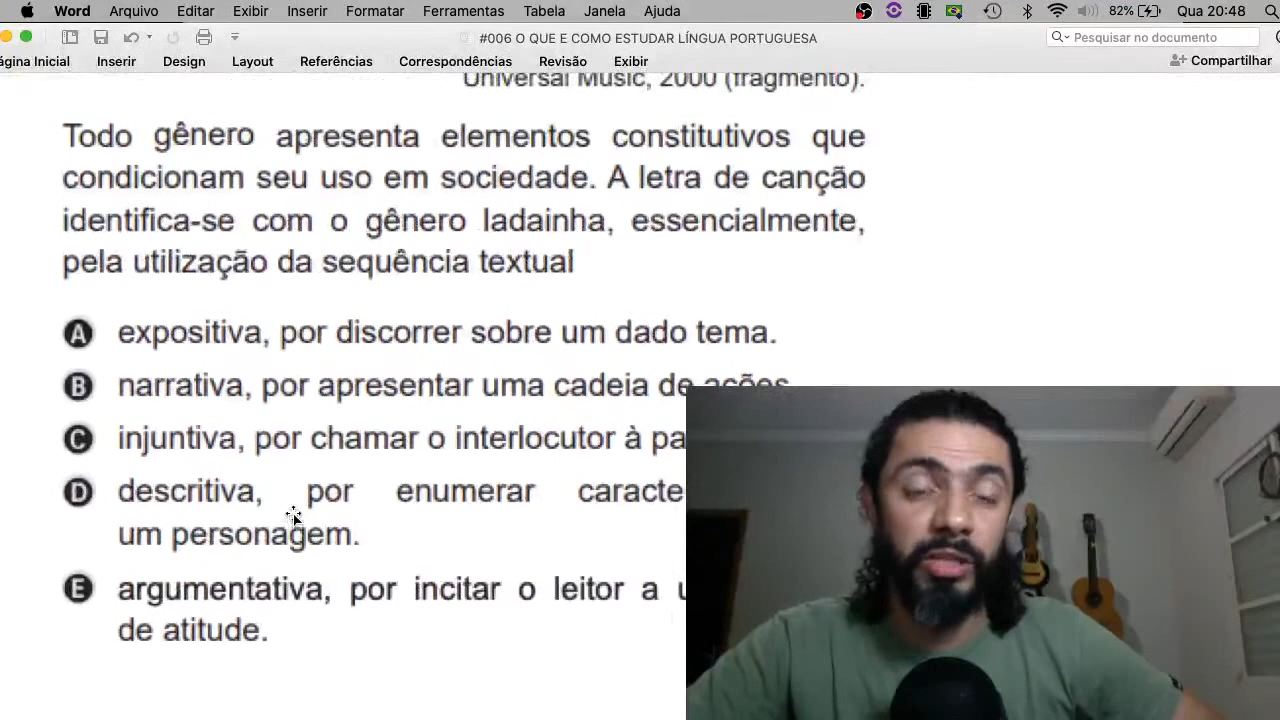 Word Arquivo Editar Exibir Inserir Formatar Ferramentas Tabela Janela Ajuda 82% Qua 20:48
#006 O QUE E COMO ESTUDAR LÍNGUA PORTUGUESA Pesquisar no documento
ágina Inicial Inserir Design Layout Referências Correspondências Revisão Exibir Compartilhar
Universal Music, 2000 (fragmento).
Todo gênero apresenta elementos constitutivos que
condicionam seu uso em sociedade. A letra de canção
identifica-se com o gênero ladainha, essencialmente,
pela utilização da sequência textual
A expositiva, por discorrer sobre um dado tema.
B narrativa, por apresentar uma cadeia de ações
C injuntiva, por chamar o interlocutor à pa
D descritiva, por enumerar caracte
um personagem.
E argumentativa, por incitar o leitor a u
de atitude.